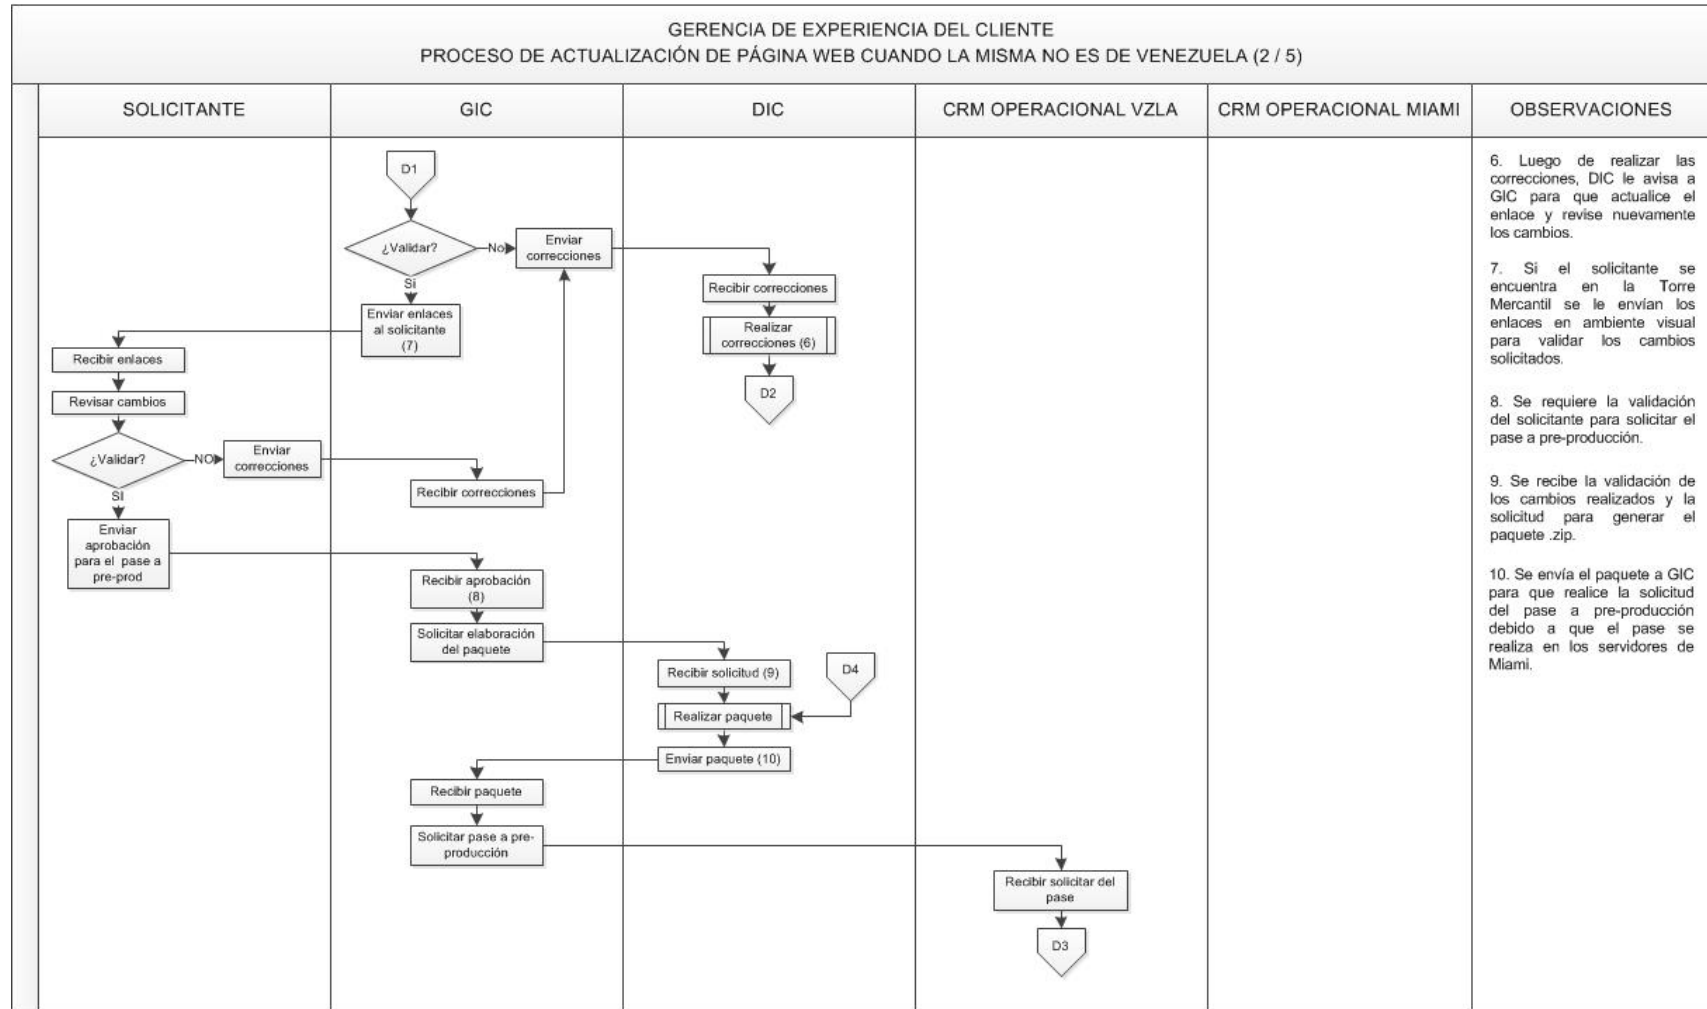 GERENCIA DE EXPERIENCIA DEL CLIENTE
PROCESO DE ACTUALIZACIÓN DE PÁGINA WEB CUANDO LA MISMA NO ES DE VENEZUELA (2 / 5)
SOLICITANTE
GIC
DIC
CRM OPERACIONAL VZLA
CRM OPERACIONAL MIAMI
OBSERVACIONES
D1
¿Validar?
No
Enviar
correcciones
Si
Enviar enlaces
al solicitante
(7)
Recibir correcciones
Realizar
correcciones (6)
D2
Recibir enlaces
Revisar cambios
¿Validar?
NO
Enviar
correcciones
Recibir correcciones
SI
Enviar
aprobación
para el pase a
pre-prod
Recibir aprobación
(8)
Solicitar elaboración
del paquete
Recibir solicitud (9)
D4
Realizar paquete
Enviar paquete (10)
Recibir paquete
Solicitar pase a pre-
producción
Recibir solicitar del
pase
D3
6. Luego de realizar las
correcciones, DIC le avisa a
GIC para que actualice el
enlace y revise nuevamente
los cambios.
7. Si el solicitante se
encuentra en la Torre
Mercantil se le envían los
enlaces en ambiente visual
para validar los cambios
solicitados.
8. Se requiere la validación
del solicitante para solicitar el
pase a pre-producción.
9. Se recibe la validación de
los cambios realizados y la
solicitud para generar el
paquete .zip.
10. Se envía el paquete a GIC
para que realice la solicitud
del pase a pre-producción
debido a que el pase se
realiza en los servidores de
Miami.